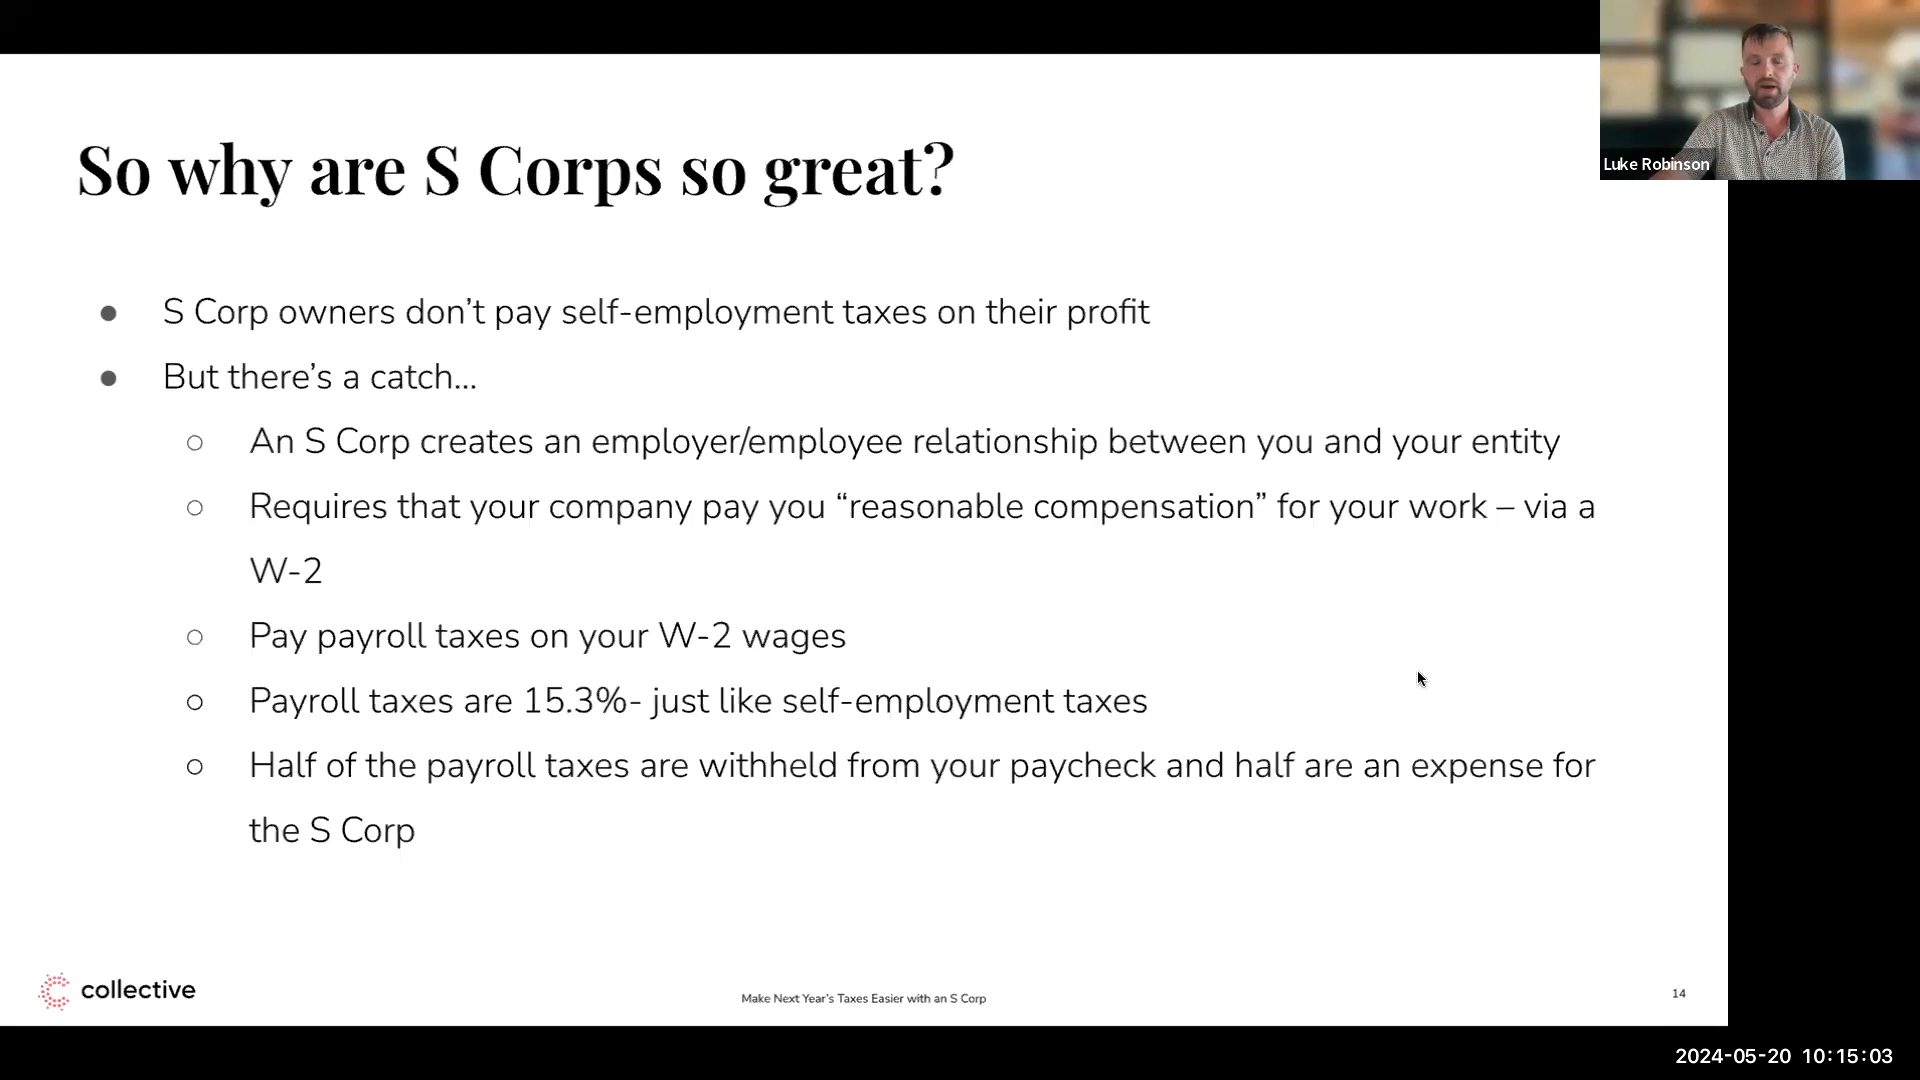 Luke Robinson
So why are S Corps so great?
● S Corp owners don’t pay self-employment taxes on their profit
● But there’s a catch...
○ An S Corp creates an employer/employee relationship between you and your entity
○ Requires that your company pay you “reasonable compensation” for your work – via a
W-2
○ Pay payroll taxes on your W-2 wages
○ Payroll taxes are 15.3%- just like self-employment taxes
○ Half of the payroll taxes are withheld from your paycheck and half are an expense for
the S Corp
collective
Make Next Year’s Taxes Easier with an S Corp
14
2024-05-20 10:15:03